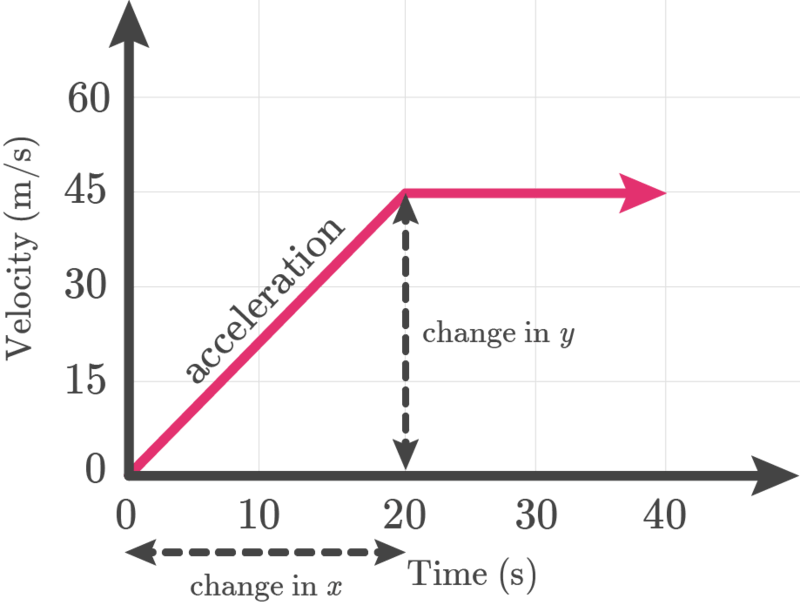 Velocity (m/s)
60
45
30
15
0
acceleration
change in y
0 10 20 30 40
change in x
Time (s)